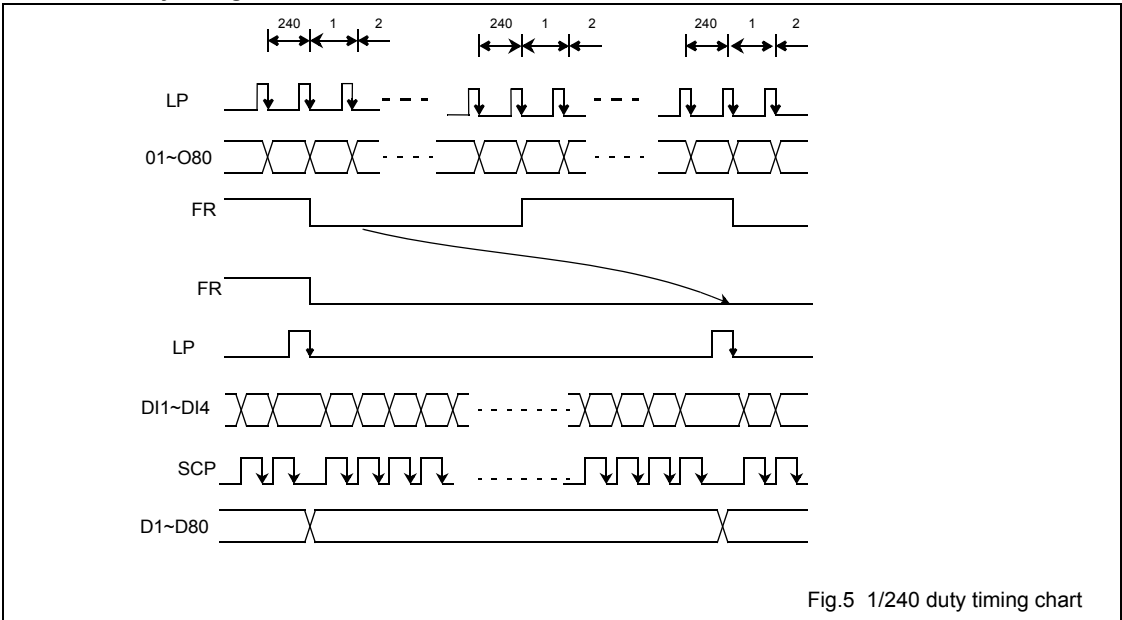 240 1 2 240 1 2 240 1 2
LP
01~O80
FR
FR
LP
DI1~DI4
SCP
D1~D80
Fig.5 1/240 duty timing chart